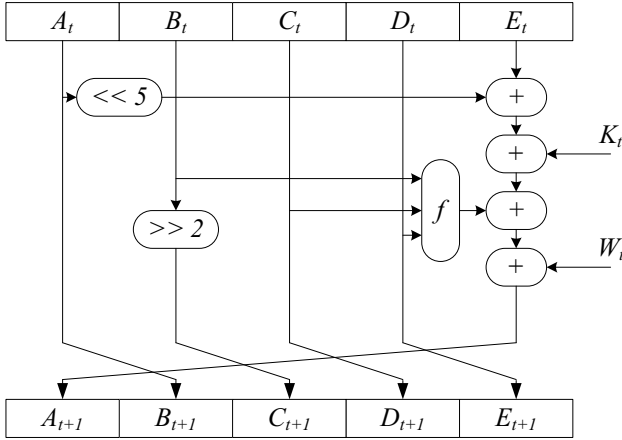 A_t B_t C_t D_t E_t
<< 5
+
+
K_t
f
+
>> 2
+
W_t
A_{t+1} B_{t+1} C_{t+1} D_{t+1} E_{t+1}